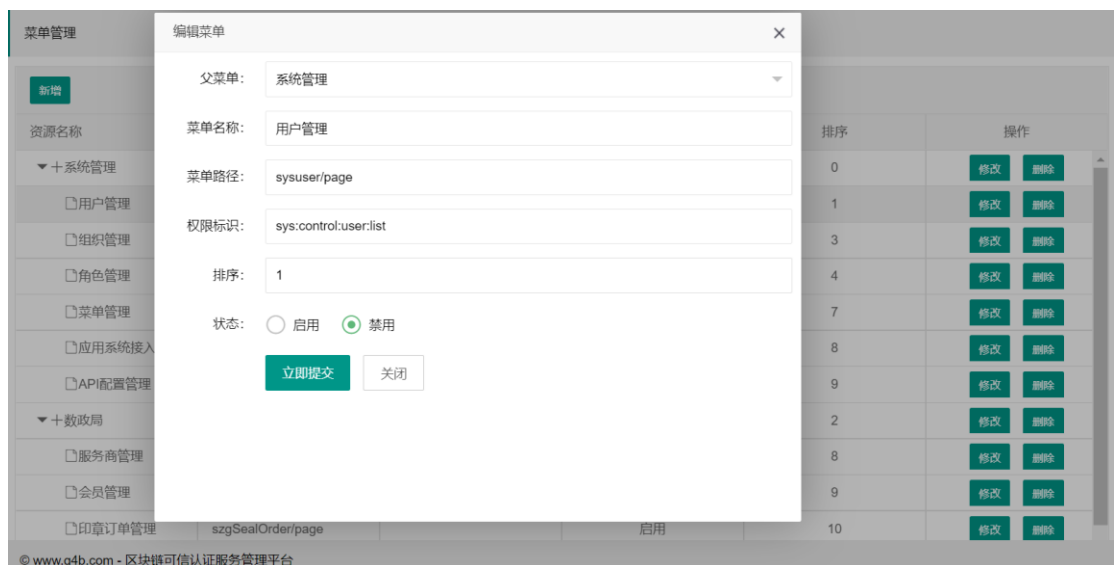 菜单管理
编辑菜单
父菜单: 系统管理
菜单名称: 用户管理
菜单路径: sysuser/page
权限标识: sys:control:user:list
排序: 1
状态: 启用 禁用
立即提交 关闭
新增
资源名称 排序 操作
十系统管理 0 修改 删除
用户管理 1 修改 删除
组织管理 3 修改 删除
角色管理 4 修改 删除
菜单管理 7 修改 删除
应用系统接入 8 修改 删除
API配置管理 9 修改 删除
十数政局 2 修改 删除
服务商管理 8 修改 删除
会员管理 9 修改 删除
印章订单管理 szgSealOrder/page 启用 10 修改 删除
© www.g4b.com - 区块链可信认证服务管理平台